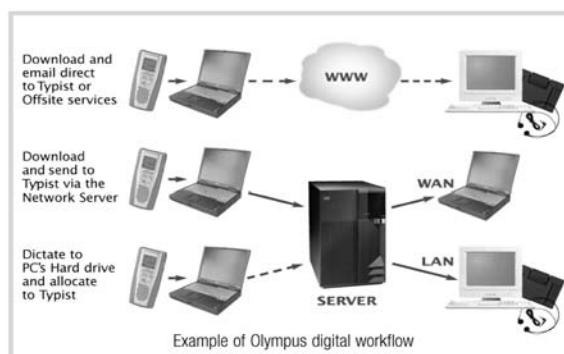 Download and
email direct
to Typist or
Offsite services
WWW
Download
and send to
Typist via the
Network Server
WAN
Dictate to
PC's Hard drive
and allocate
to Typist
LAN
SERVER
Example of Olympus digital workflow